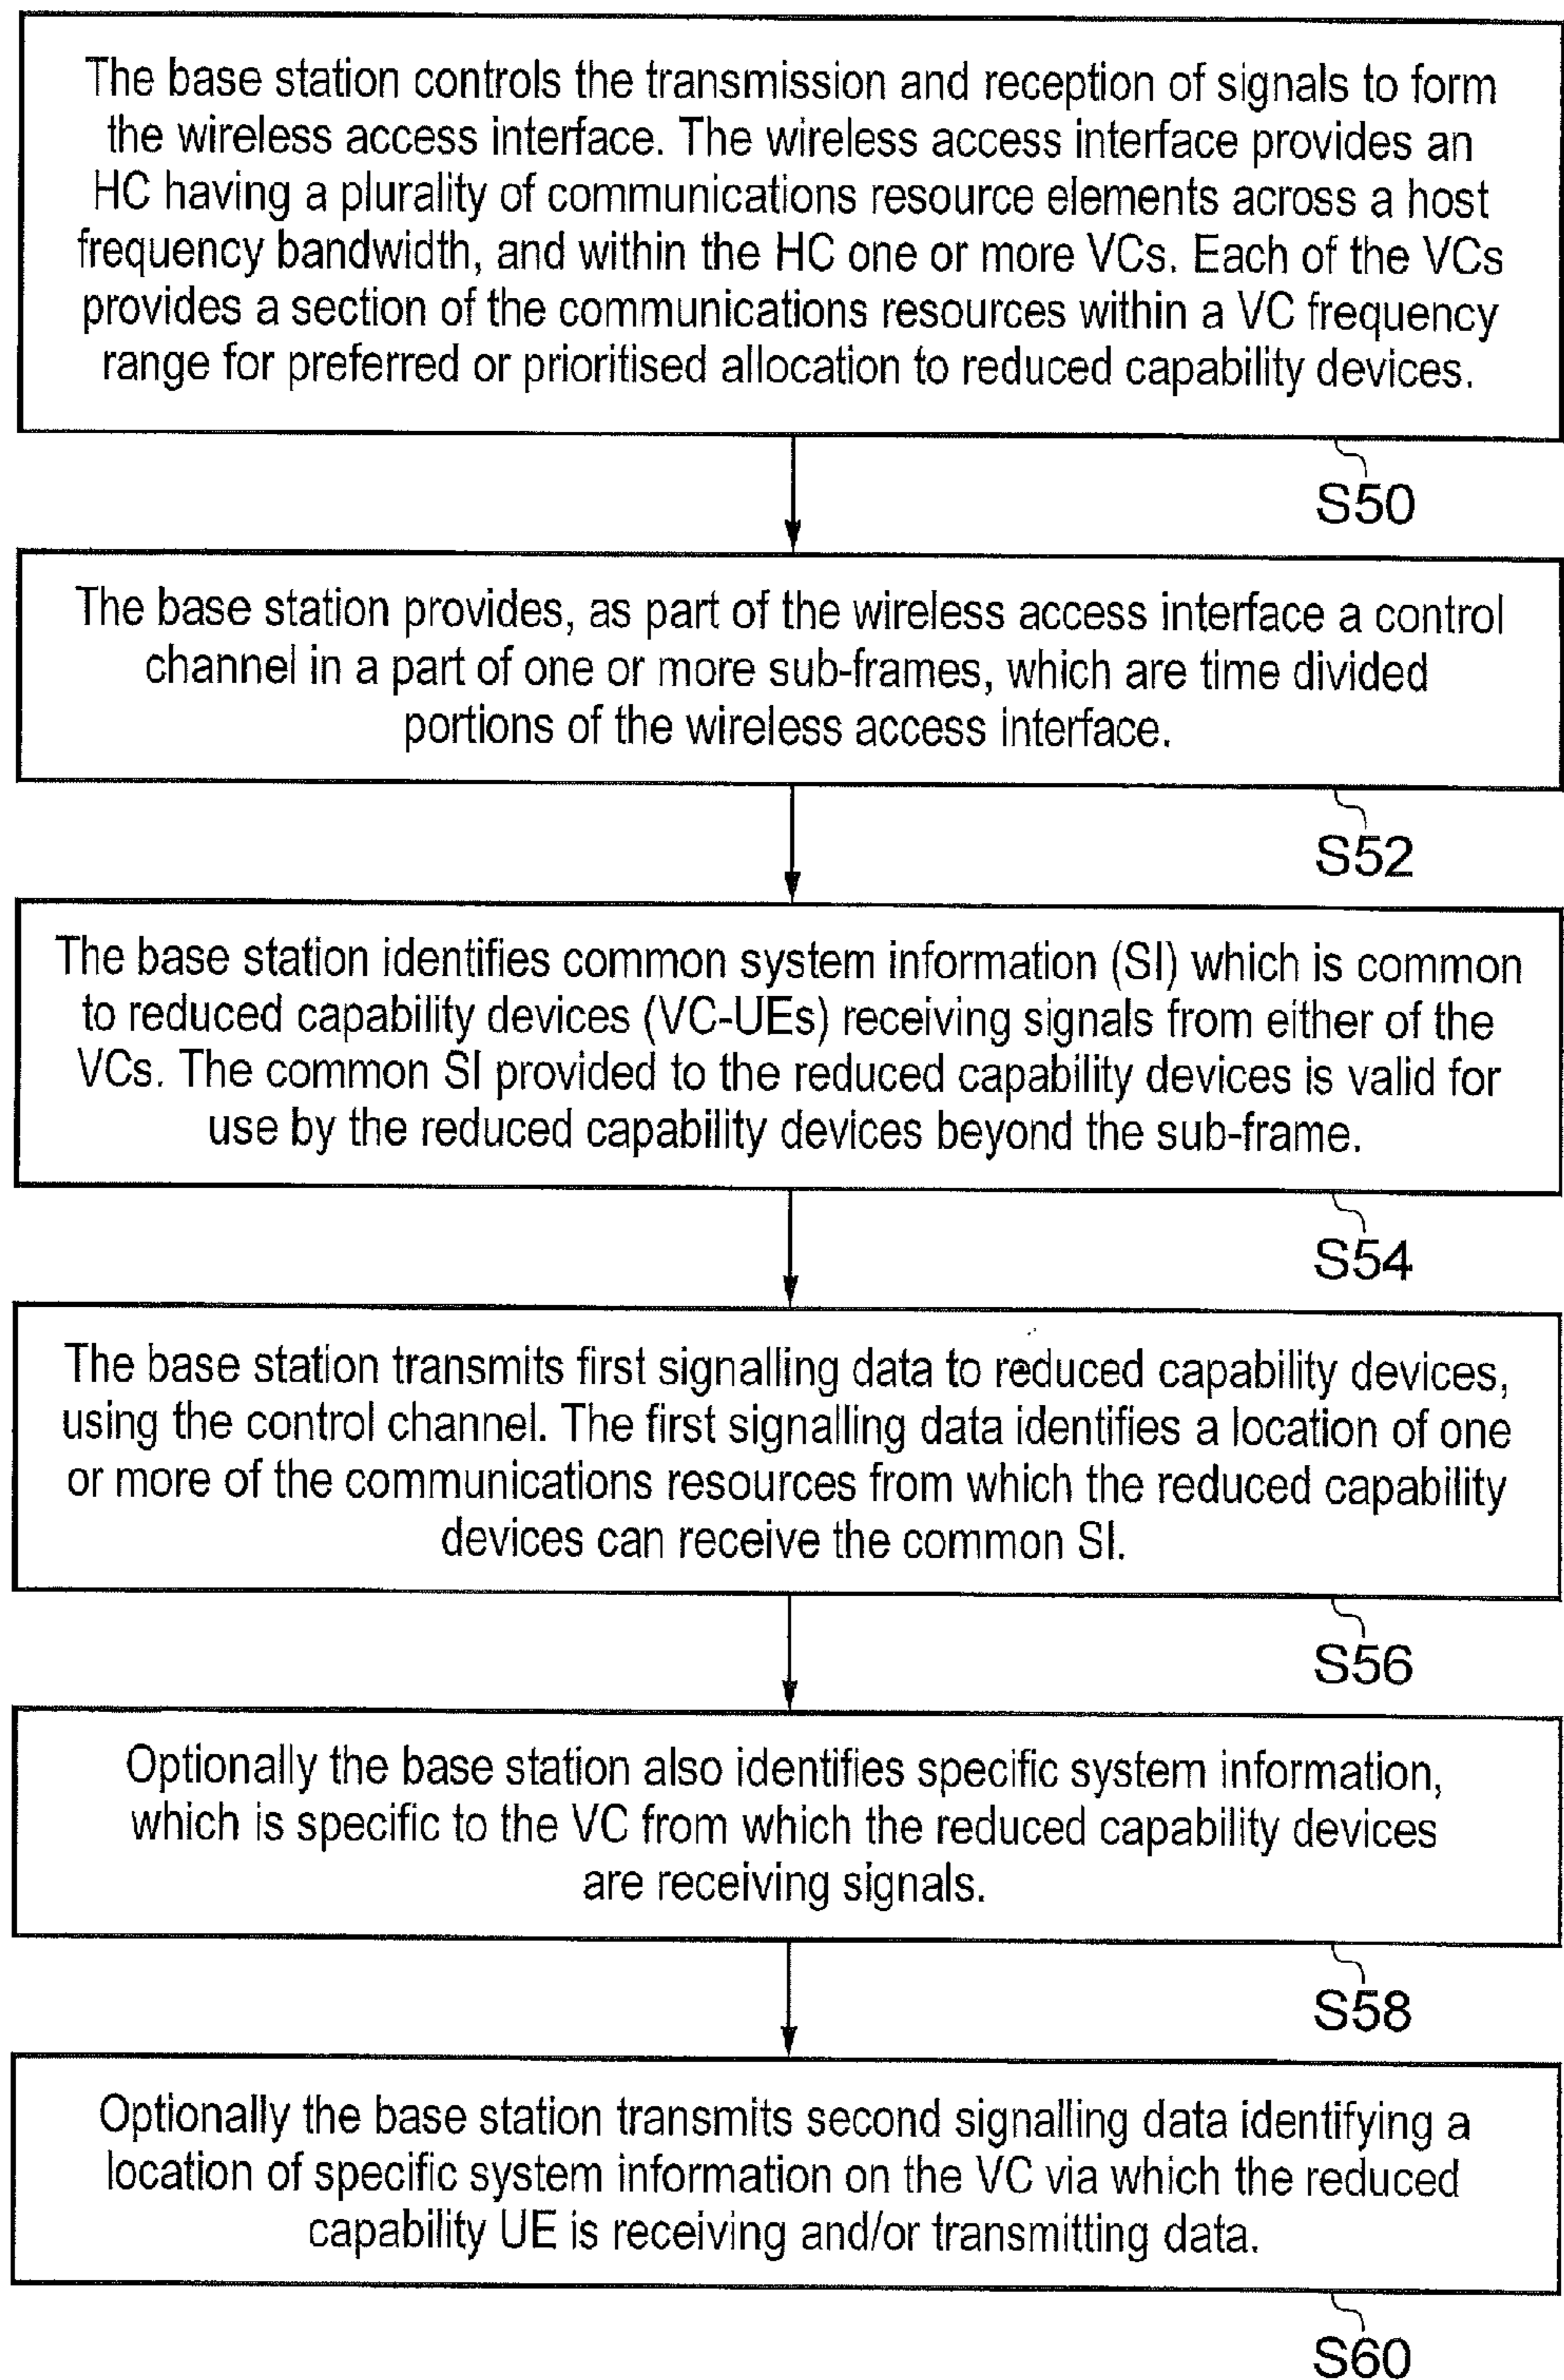 The base station controls the transmission and reception of signals to form
the wireless access interface. The wireless access interface provides an
HC having a plurality of communications resource elements across a host
frequency bandwidth, and within the HC one or more VCs. Each of the VCs
provides a section of the communications resources within a VC frequency
range for preferred or prioritised allocation to reduced capability devices.
S50
The base station provides, as part of the wireless access interface a control
channel in a part of one or more sub-frames, which are time divided
portions of the wireless access interface.
S52
The base station identifies common system information (SI) which is common
to reduced capability devices (VC-UEs) receiving signals from either of the
VCs. The common SI provided to the reduced capability devices is valid for
use by the reduced capability devices beyond the sub-frame.
S54
The base station transmits first signalling data to reduced capability devices,
using the control channel. The first signalling data identifies a location of one
or more of the communications resources from which the reduced capability
devices can receive the common SI.
S56
Optionally the base station also identifies specific system information,
which is specific to the VC from which the reduced capability devices
are receiving signals.
S58
Optionally the base station transmits second signalling data identifying a
location of specific system information on the VC via which the reduced
capability UE is receiving and/or transmitting data.
S60